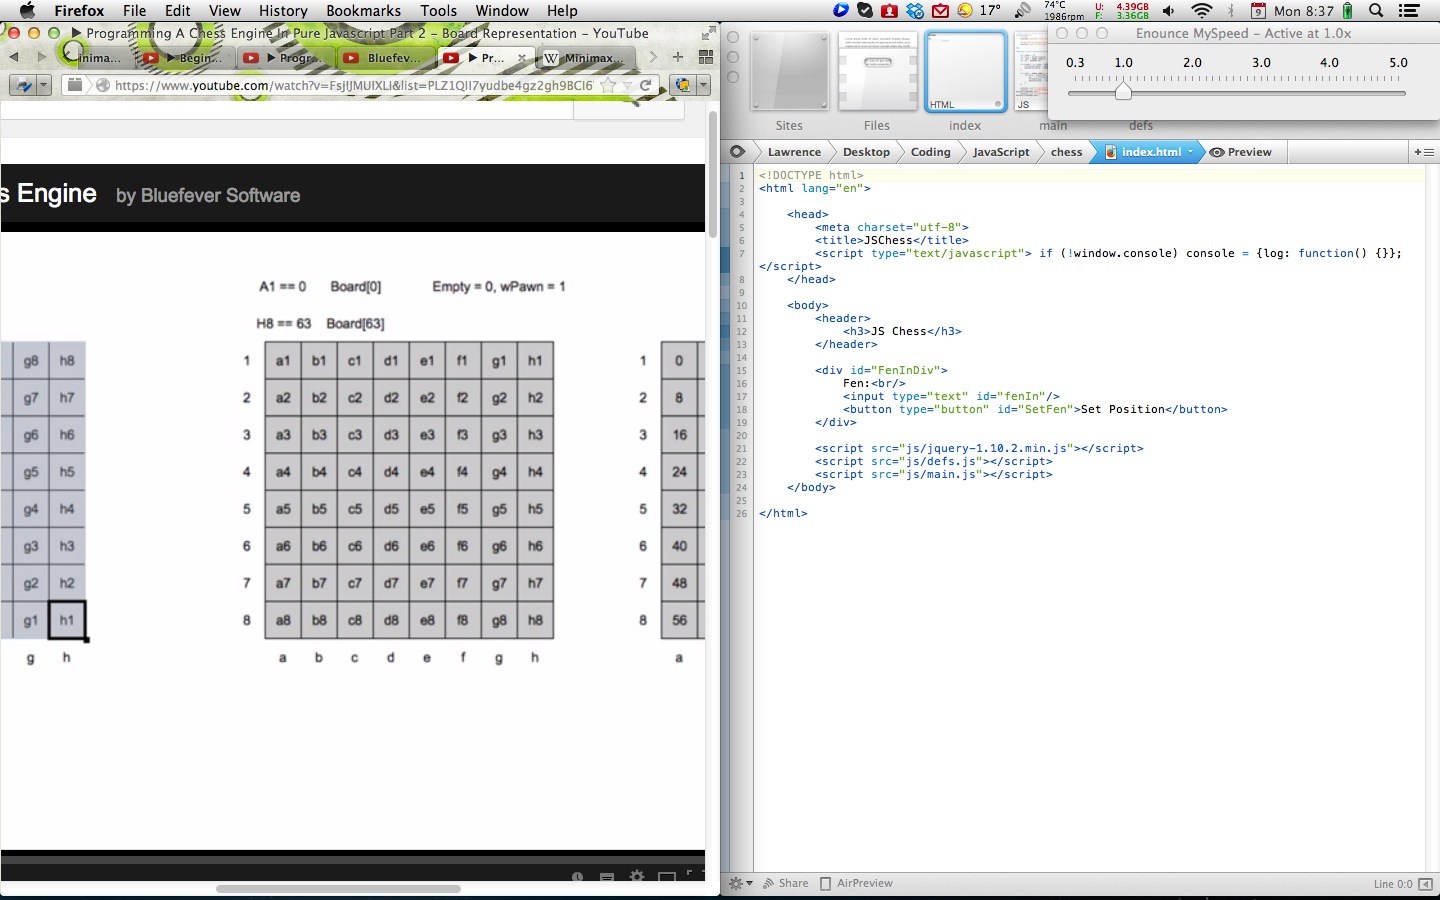 Firefox File Edit View History Bookmarks Tools Window Help
17° 74°C 1986rpm U: 4.39GB F: 3.36GB 9 Mon 8:37
▶ Programming A Chess Engine In Pure Javascript Part 2 – Board Representation – YouTube
inima... ▶ Begin... ▶ Progr... Bluefev... ▶ Pr... W Minimax...
https://www.youtube.com/watch?v=
s Engine by Bluefever Software
A1 == 0 Board[0] Empty = 0, wPawn = 1
H8 == 63 Board[63]
g8 h8 1 a1 b1 c1 d1 e1 f1 g1 h1 1 0
g7 h7 2 a2 b2 c2 d2 e2 f2 g2 h2 2 8
g6 h6 3 a3 b3 c3 d3 e3 f3 g3 h3 3 16
g5 h5 4 a4 b4 c4 d4 e4 f4 g4 h4 4 24
g4 h4 5 a5 b5 c5 d5 e5 f5 g5 h5 5 32
g3 h3 6 a6 b6 c6 d6 e6 f6 g6 h6 6 40
g2 h2 7 a7 b7 c7 d7 e7 f7 g7 h7 7 48
g1 h1 8 a8 b8 c8 d8 e8 f8 g8 h8 8 56
g h a b c d e f g h a
Enounce MySpeed – Active at 1.0x
0.3 1.0 2.0 3.0 4.0 5.0
HTML JS
Sites Files index main defs
Lawrence Desktop Coding JavaScript chess index.html Preview
1 <!DOCTYPE html>
2 <html lang="en">
3
4 <head>
5 <meta charset="utf-8">
6 <title>JSChess</title>
7 <script type="text/javascript"> if (!window.console) console = {log: function() {}};
</script>
8 </head>
9
10 <body>
11 <header>
12 <h3>JS Chess</h3>
13 </header>
14
15 <div id="FenInDiv">
16 Fen:<br/>
17 <input type="text" id="fenIn"/>
18 <button type="button" id="SetFen">Set Position</button>
19 </div>
20
21 <script src="js/jquery-1.10.2.min.js"></script>
22 <script src="js/defs.js"></script>
23 <script src="js/main.js"></script>
24 </body>
25
26 </html>
Share AirPreview Line 0:0